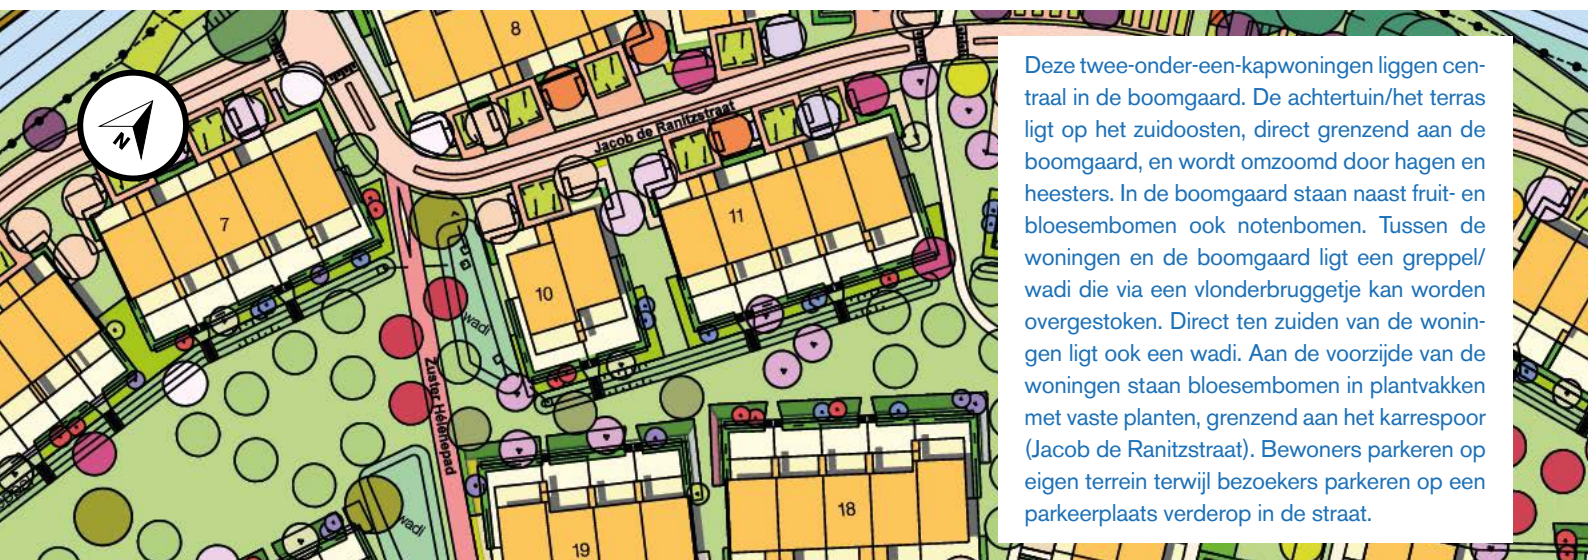 8
N
Jacob de Ranitzstraat
7
11
10
wadi
Zuster Hélènepad
wadi
18
19
Deze twee-onder-een-kapwoningen liggen cen-
traal in de boomgaard. De achtertuin/het terras
ligt op het zuidoosten, direct grenzend aan de
boomgaard, en wordt omzoomd door hagen en
heesters. In de boomgaard staan naast fruit- en
bloesembomen ook notenbomen. Tussen de
woningen en de boomgaard ligt een greppel/
wadi die via een vlonderbruggetje kan worden
overgestoken. Direct ten zuiden van de wonin-
gen ligt ook een wadi. Aan de voorzijde van de
woningen staan bloesembomen in plantvakken
met vaste planten, grenzend aan het karrespoor
(Jacob de Ranitzstraat). Bewoners parkeren op
eigen terrein terwijl bezoekers parkeren op een
parkeerplaats verderop in de straat.